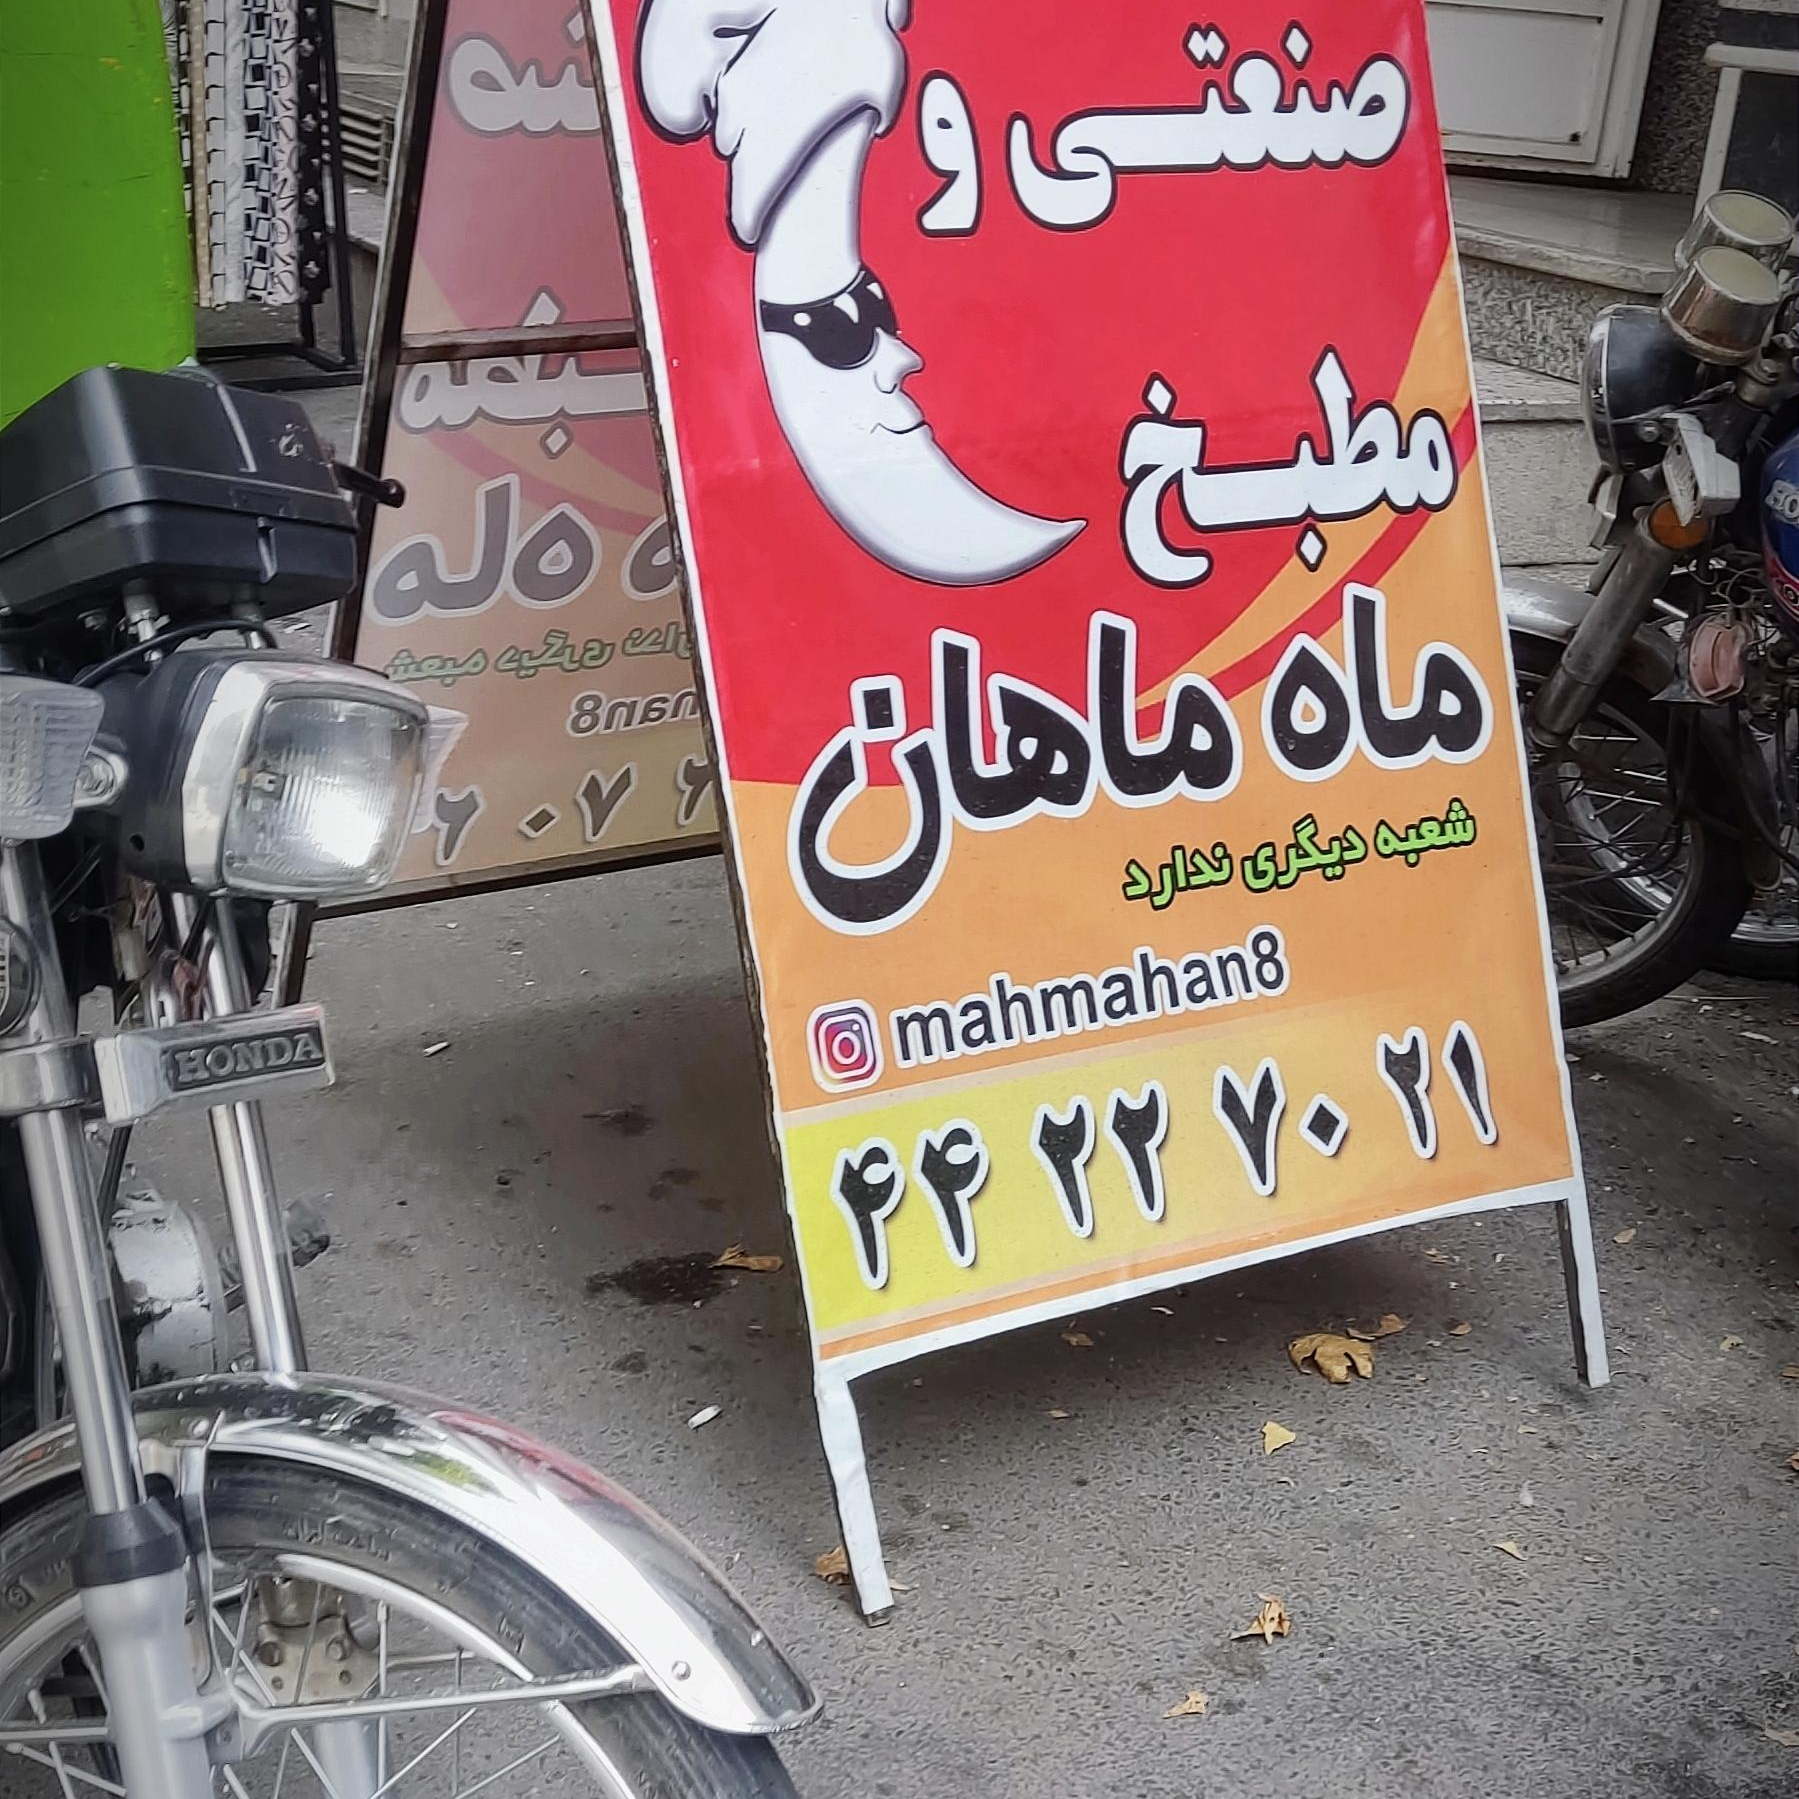 صنعتی و
مطبخ
ماه ماهان
شعبه دیگری ندارد
mahmahan8
۴۴ ۲۲ ۷۰ ۲۱
HONDA